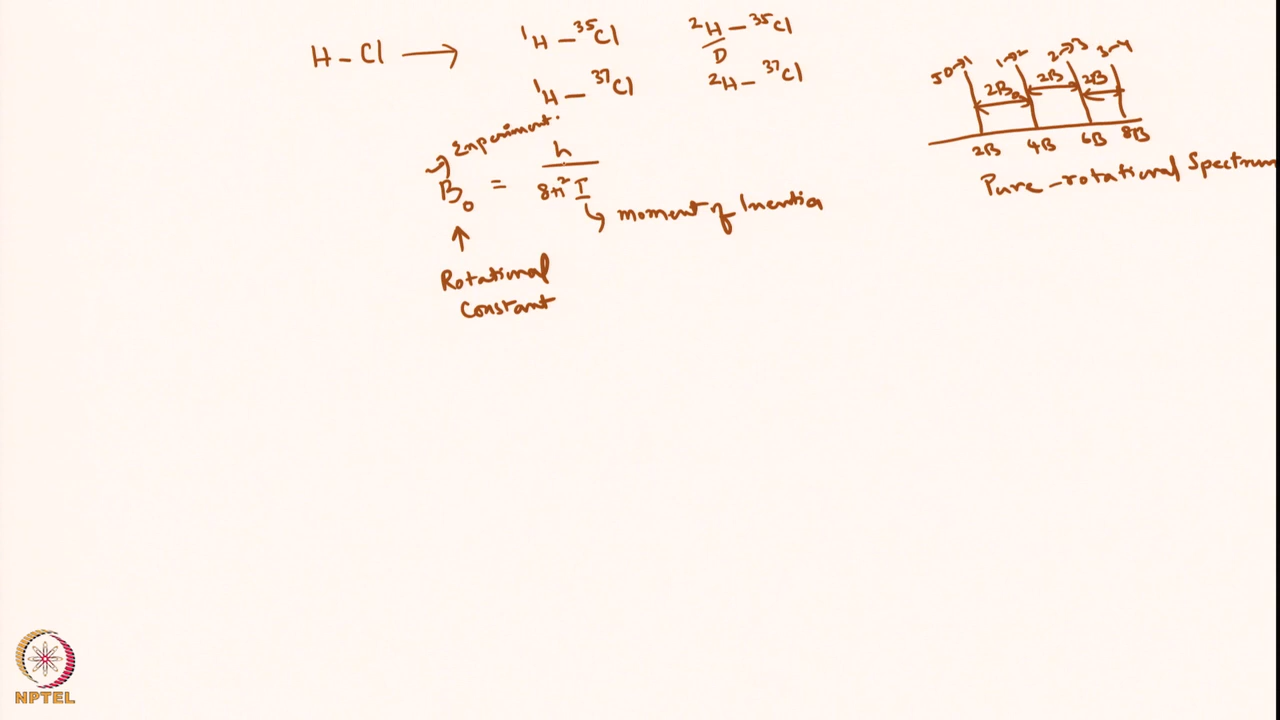 H - Cl → ¹H - ³⁵Cl ²H - ³⁵Cl
D
¹H - ³⁷Cl ²H - ³⁷Cl
Experiment.
B₀ = h / 8π²I
moment of Inertia
Rotational
Constant
J 0→1 1→2 2→3 3→4
2B₀ 2B 2B
2B 4B 6B 8B
Pure-rotational Spectrum
NPTEL